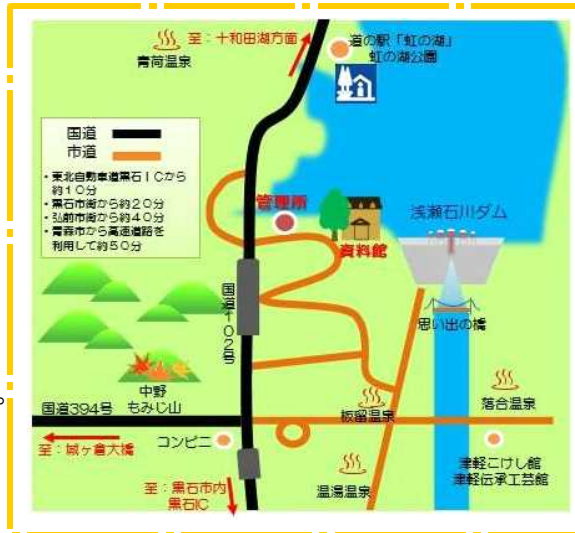 至：十和田湖方面
青荷温泉
道の駅「虹の湖」
虹の湖公園
国道
市道
・東北自動車道黒石ＩＣから
約１０分
・黒石市街から約２０分
・弘前市街から約４０分
・青森市から高速道路を
利用して約５０分
管理所
資料館
浅瀬石川ダム
思い出の橋
国道１０２号
中野
もみじ山
国道394号
。
至：城ヶ倉大橋
コンビニ
板留温泉
落合温泉
津軽こけし館
津軽伝承工芸館
温湯温泉
至：黒石市内
黒石IC